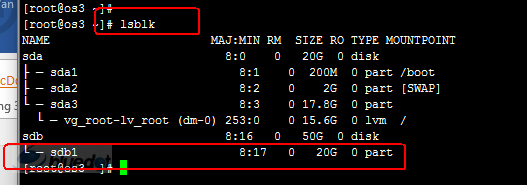 [root@os3 ~]#
[root@os3 ~]# lsblk
NAME MAJ:MIN RM SIZE RO TYPE MOUNTPOINT
sda 8:0 0 20G 0 disk
├─sda1 8:1 0 200M 0 part /boot
├─sda2 8:2 0 2G 0 part [SWAP]
└─sda3 8:3 0 17.8G 0 part
└─vg_root-lv_root (dm-0) 253:0 0 15.6G 0 lvm /
sdb 8:16 0 50G 0 disk
└─sdb1 8:17 0 20G 0 part
[root@os3 ~]#